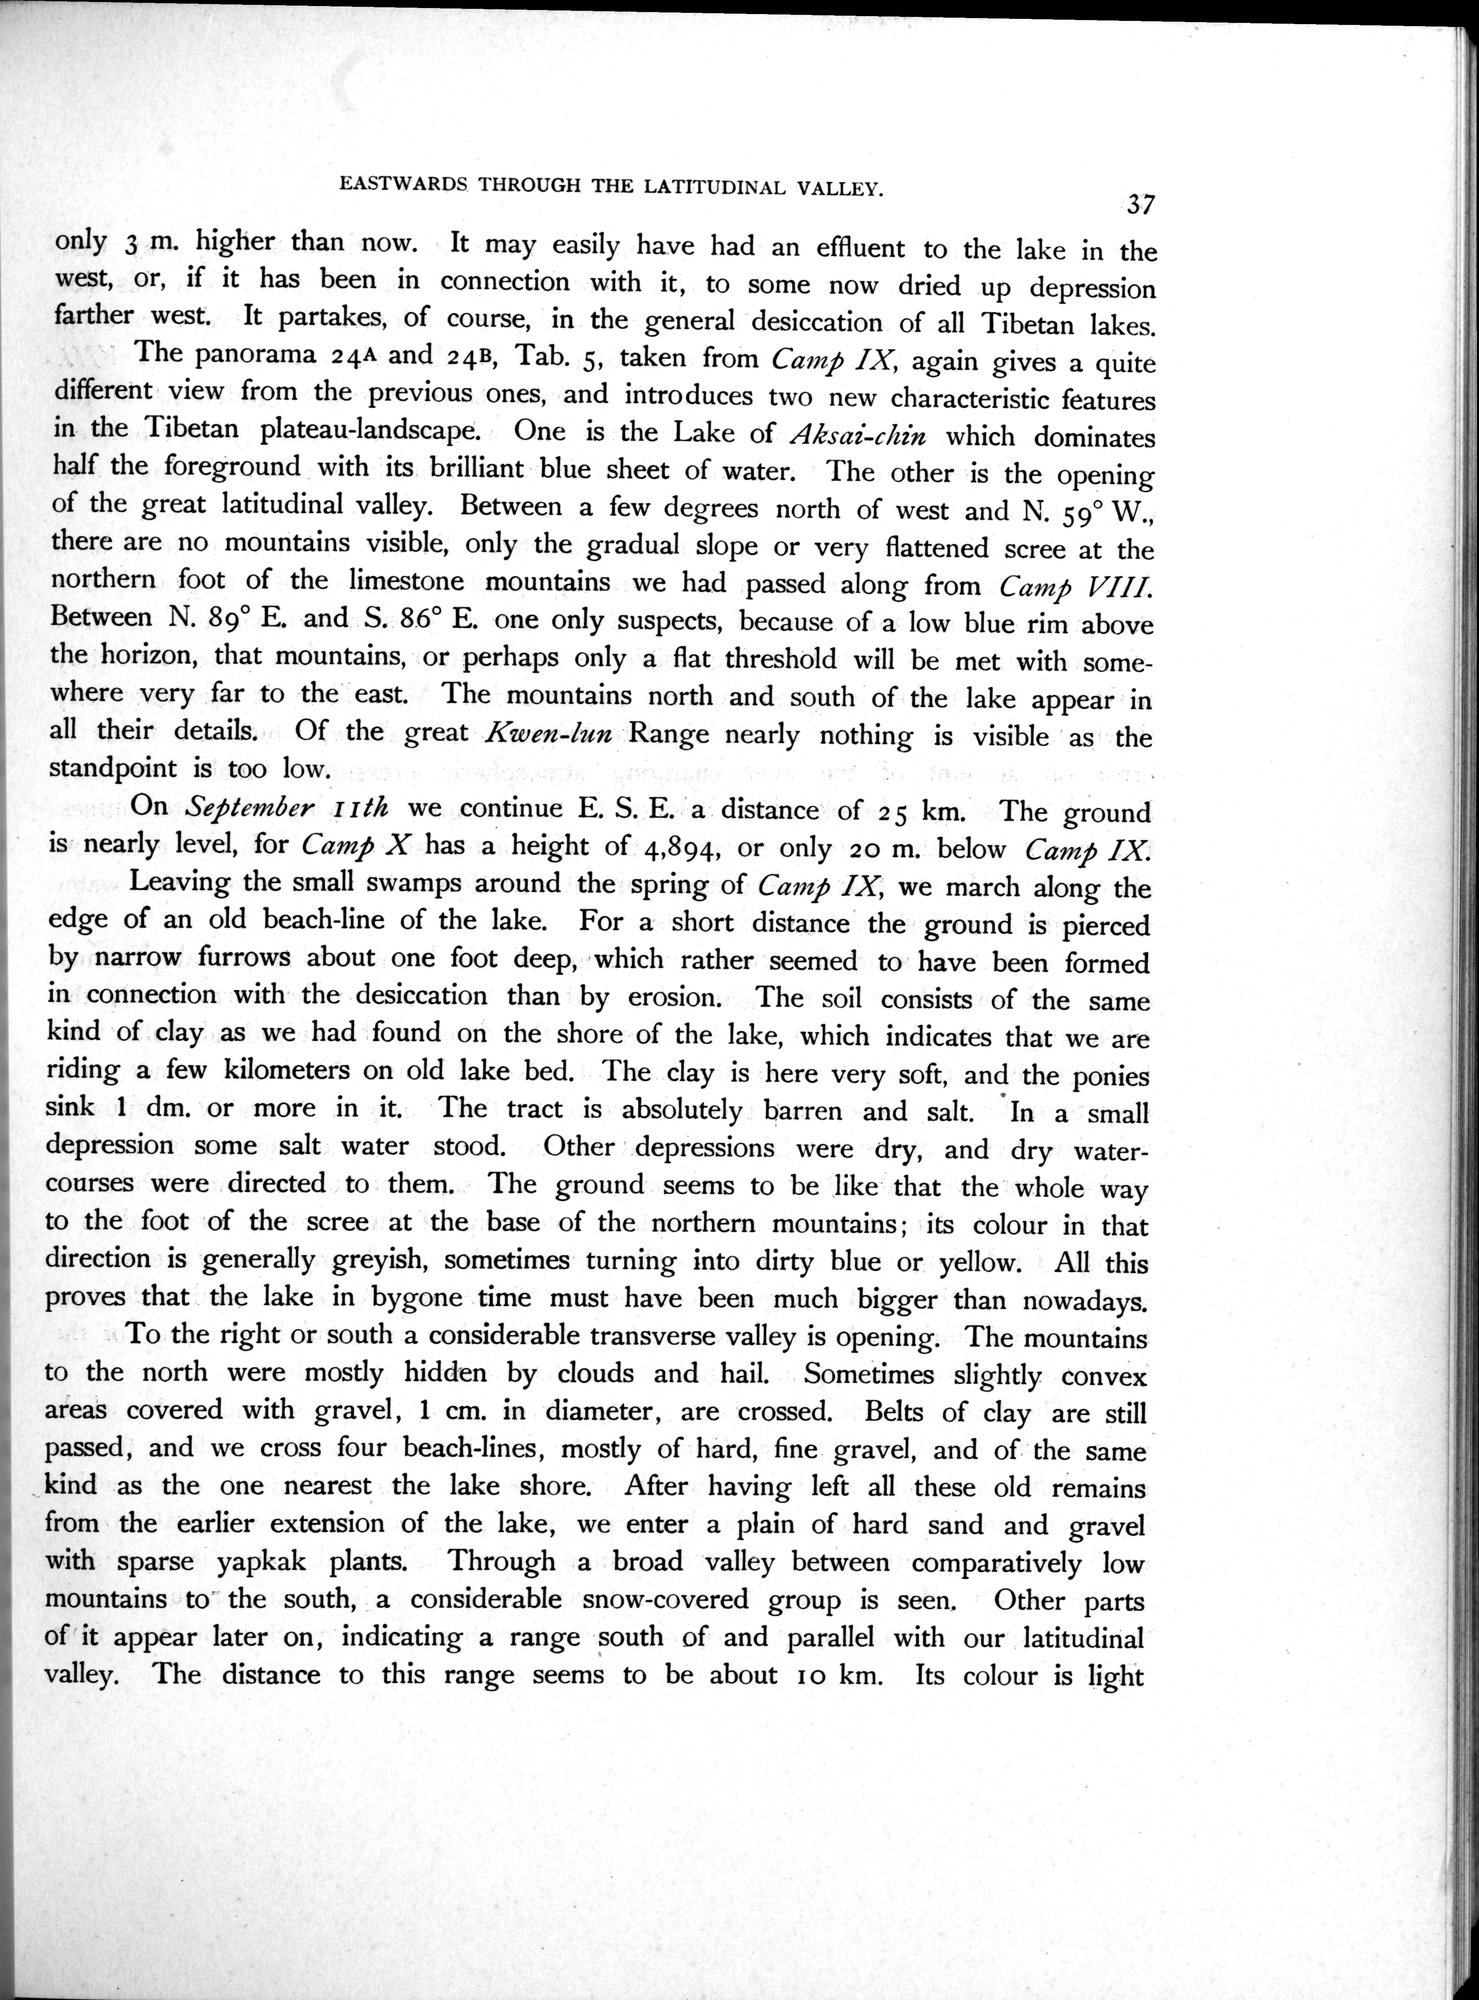 EASTWARDS THROUGH THE LATITUDINAL VALLEY.
37
only 3 m. higher than now. It may easily have had an effluent to the lake in the
west, or, if it has been in connection with it, to some now dried up depression
farther west. It partakes, of course, in the general desiccation of all Tibetan lakes.
The panorama 24A and 24B, Tab. 5, taken from Camp IX, again gives a quite
different view from the previous ones, and introduces two new characteristic features
in the Tibetan plateau-landscape. One is the Lake of Aksai-chin which dominates
half the foreground with its brilliant blue sheet of water. The other is the opening
of the great latitudinal valley. Between a few degrees north of west and N. 59° W.,
there are no mountains visible, only the gradual slope or very flattened scree at the
northern foot of the limestone mountains we had passed along from Camp VIII.
Between N. 89° E. and S. 86° E. one only suspects, because of a low blue rim above
the horizon, that mountains, or perhaps only a flat threshold will be met with some-
where very far to the east. The mountains north and south of the lake appear in
all their details. Of the great Kwen-lun Range nearly nothing is visible as the
standpoint is too low.
On September 11th we continue E. S. E. a distance of 25 km. The ground
is nearly level, for Camp X has a height of 4,894, or only 20 m. below Camp IX.
Leaving the small swamps around the spring of Camp IX, we march along the
edge of an old beach-line of the lake. For a short distance the ground is pierced
by narrow furrows about one foot deep, which rather seemed to have been formed
in connection with the desiccation than by erosion. The soil consists of the same
kind of clay as we had found on the shore of the lake, which indicates that we are
riding a few kilometers on old lake bed. The clay is here very soft, and the ponies
sink 1 dm. or more in it. The tract is absolutely barren and salt. In a small
depression some salt water stood. Other depressions were dry, and dry water-
courses were directed to them. The ground seems to be like that the whole way
to the foot of the scree at the base of the northern mountains; its colour in that
direction is generally greyish, sometimes turning into dirty blue or yellow. All this
proves that the lake in bygone time must have been much bigger than nowadays.
To the right or south a considerable transverse valley is opening. The mountains
to the north were mostly hidden by clouds and hail. Sometimes slightly convex
areas covered with gravel, 1 cm. in diameter, are crossed. Belts of clay are still
passed, and we cross four beach-lines, mostly of hard, fine gravel, and of the same
kind as the one nearest the lake shore. After having left all these old remains
from the earlier extension of the lake, we enter a plain of hard sand and gravel
with sparse yapkak plants. Through a broad valley between comparatively low
mountains to the south, a considerable snow-covered group is seen. Other parts
of it appear later on, indicating a range south of and parallel with our latitudinal
valley. The distance to this range seems to be about 10 km. Its colour is light